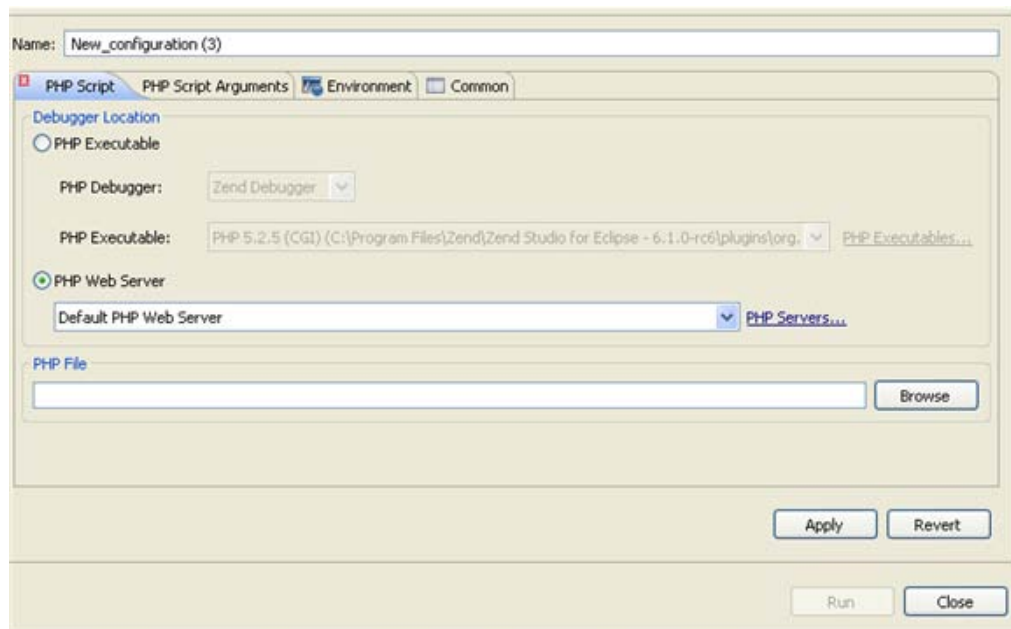 Name: New_configuration (3)
PHP Script PHP Script Arguments Environment Common
Debugger Location
PHP Executable
PHP Debugger: Zend Debugger
PHP Executable: PHP 5.2.5 (CGI) (C:\Program Files\Zend\Zend Studio for Eclipse - 6.1.0-rc6\plugins\org. PHP Executables...
PHP Web Server
Default PHP Web Server PHP Servers...
PHP File
Browse
Apply Revert
Run Close